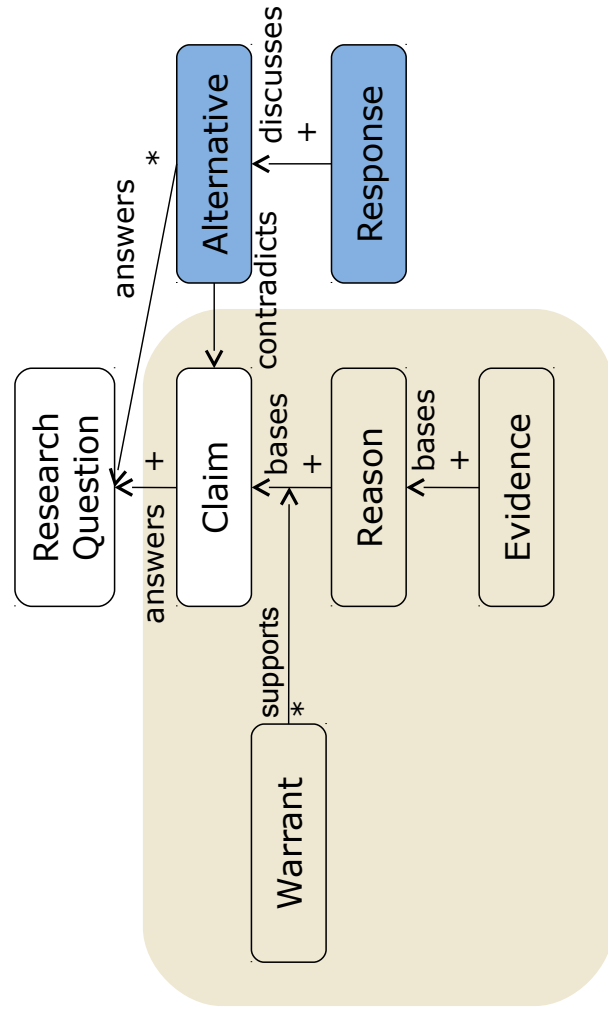 Research
Question
answers
+
answers
*
Claim
contradicts
Alternative
bases
+
discusses
+
supports
*
Warrant
Reason
Response
bases
+
Evidence